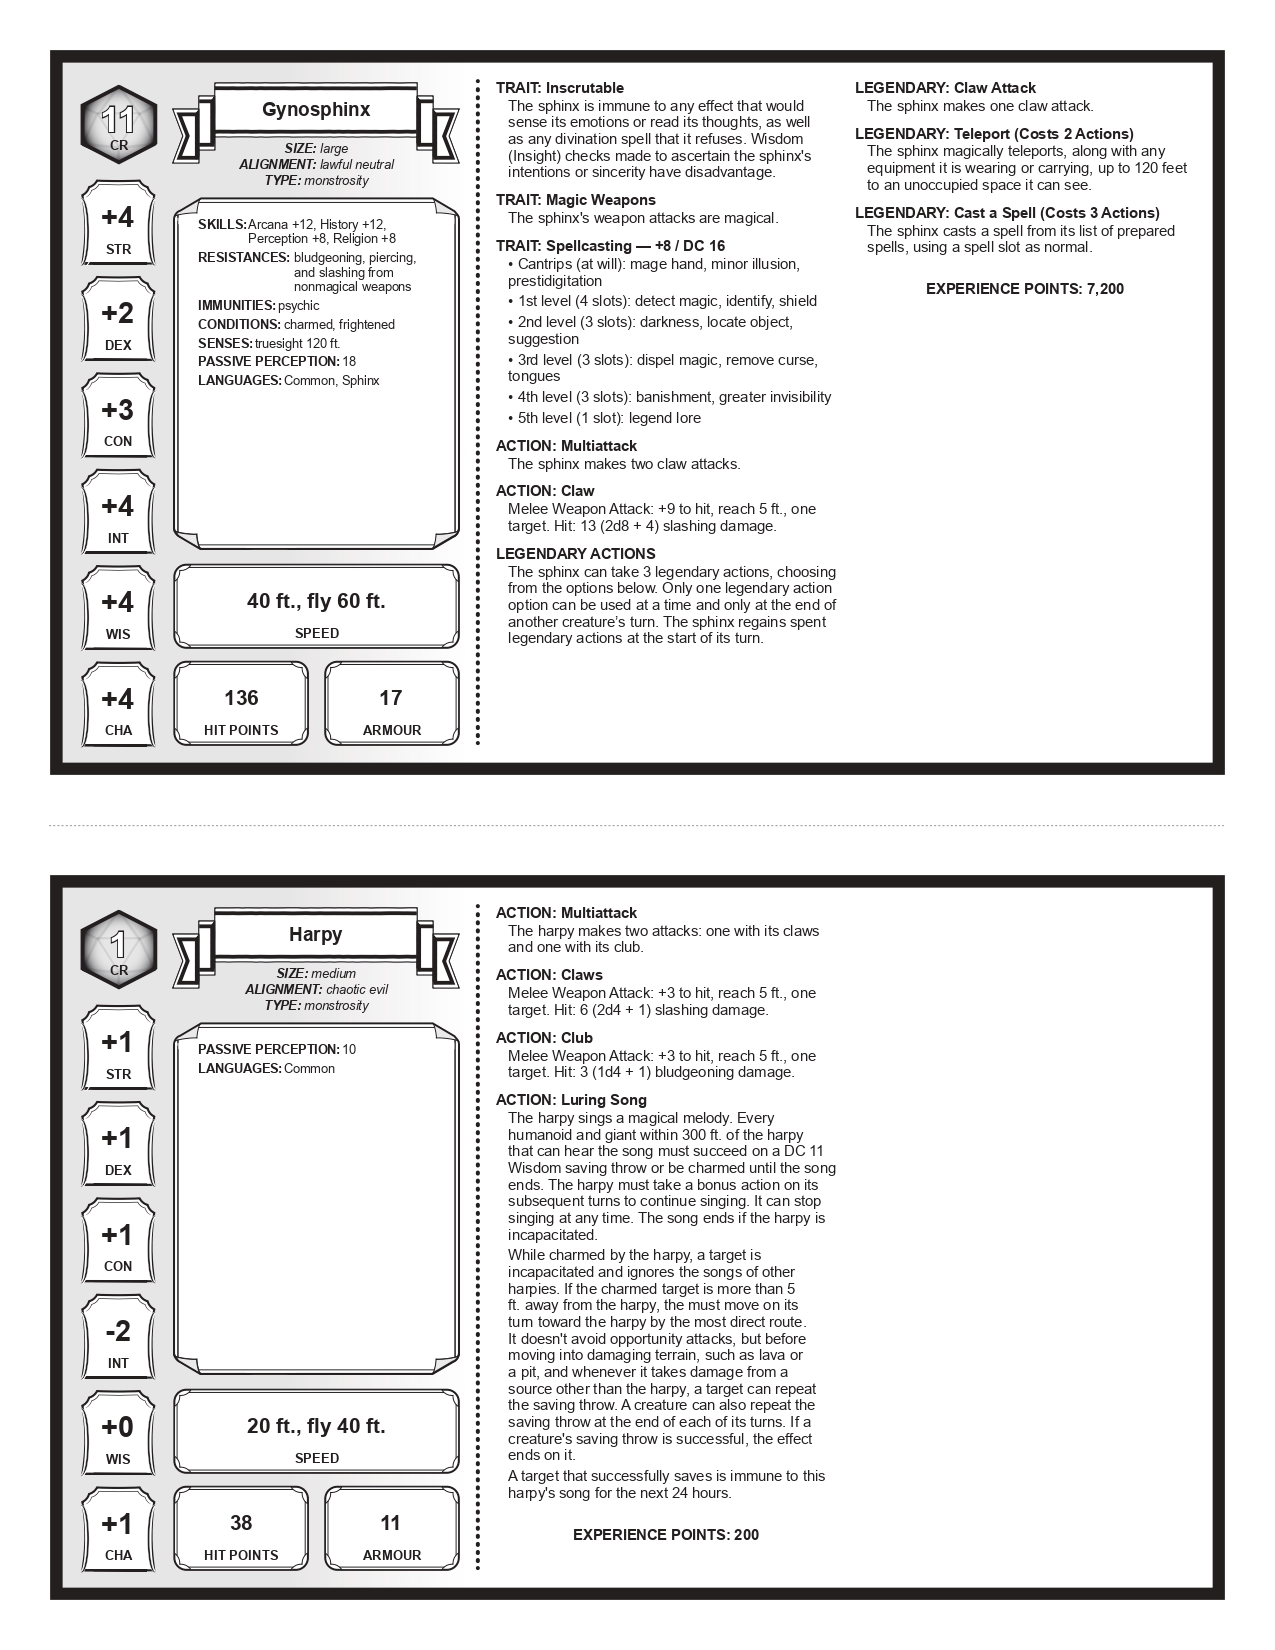 11
CR
Gynosphinx
SIZE: large
ALIGNMENT: lawful neutral
TYPE: monstrosity
+4
STR
+2
DEX
+3
CON
+4
INT
+4
WIS
+4
CHA
SKILLS: Arcana +12, History +12,
Perception +8, Religion +8
RESISTANCES: bludgeoning, piercing,
and slashing from
nonmagical weapons
IMMUNITIES: psychic
CONDITIONS: charmed, frightened
SENSES: truesight 120 ft.
PASSIVE PERCEPTION: 18
LANGUAGES: Common, Sphinx
40 ft., fly 60 ft.
SPEED
136
HIT POINTS
17
ARMOUR
TRAIT: Inscrutable
The sphinx is immune to any effect that would
sense its emotions or read its thoughts, as well
as any divination spell that it refuses. Wisdom
(Insight) checks made to ascertain the sphinx's
intentions or sincerity have disadvantage.
TRAIT: Magic Weapons
The sphinx's weapon attacks are magical.
TRAIT: Spellcasting — +8 / DC 16
• Cantrips (at will): mage hand, minor illusion,
prestidigitation
• 1st level (4 slots): detect magic, identify, shield
• 2nd level (3 slots): darkness, locate object,
suggestion
• 3rd level (3 slots): dispel magic, remove curse,
tongues
• 4th level (3 slots): banishment, greater invisibility
• 5th level (1 slot): legend lore
ACTION: Multiattack
The sphinx makes two claw attacks.
ACTION: Claw
Melee Weapon Attack: +9 to hit, reach 5 ft., one
target. Hit: 13 (2d8 + 4) slashing damage.
LEGENDARY ACTIONS
The sphinx can take 3 legendary actions, choosing
from the options below. Only one legendary action
option can be used at a time and only at the end of
another creature’s turn. The sphinx regains spent
legendary actions at the start of its turn.
LEGENDARY: Claw Attack
The sphinx makes one claw attack.
LEGENDARY: Teleport (Costs 2 Actions)
The sphinx magically teleports, along with any
equipment it is wearing or carrying, up to 120 feet
to an unoccupied space it can see.
LEGENDARY: Cast a Spell (Costs 3 Actions)
The sphinx casts a spell from its list of prepared
spells, using a spell slot as normal.
EXPERIENCE POINTS: 7,200
1
CR
Harpy
SIZE: medium
ALIGNMENT: chaotic evil
TYPE: monstrosity
+1
STR
+1
DEX
+1
CON
-2
INT
+0
WIS
+1
CHA
PASSIVE PERCEPTION: 10
LANGUAGES: Common
20 ft., fly 40 ft.
SPEED
38
HIT POINTS
11
ARMOUR
ACTION: Multiattack
The harpy makes two attacks: one with its claws
and one with its club.
ACTION: Claws
Melee Weapon Attack: +3 to hit, reach 5 ft., one
target. Hit: 6 (2d4 + 1) slashing damage.
ACTION: Club
Melee Weapon Attack: +3 to hit, reach 5 ft., one
target. Hit: 3 (1d4 + 1) bludgeoning damage.
ACTION: Luring Song
The harpy sings a magical melody. Every
humanoid and giant within 300 ft. of the harpy
that can hear the song must succeed on a DC 11
Wisdom saving throw or be charmed until the song
ends. The harpy must take a bonus action on its
subsequent turns to continue singing. It can stop
singing at any time. The song ends if the harpy is
incapacitated.
While charmed by the harpy, a target is
incapacitated and ignores the songs of other
harpies. If the charmed target is more than 5
ft. away from the harpy, the must move on its
turn toward the harpy by the most direct route.
It doesn't avoid opportunity attacks, but before
moving into damaging terrain, such as lava or
a pit, and whenever it takes damage from a
source other than the harpy, a target can repeat
the saving throw. A creature can also repeat the
saving throw at the end of each of its turns. If a
creature's saving throw is successful, the effect
ends on it.
A target that successfully saves is immune to this
harpy's song for the next 24 hours.
EXPERIENCE POINTS: 200